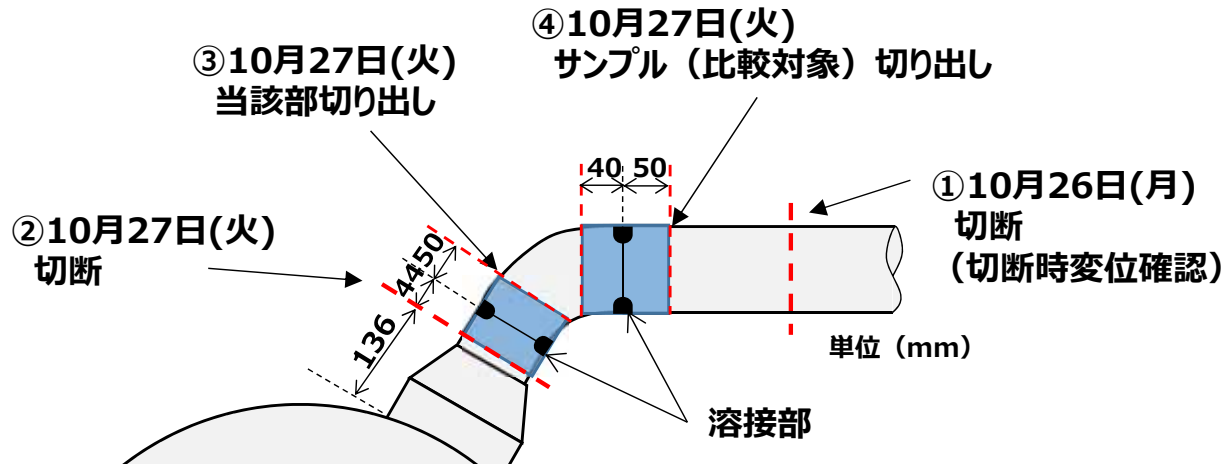 ④10月27日(火)
サンプル（比較対象）切り出し
③10月27日(火)
当該部切り出し
40 50
①10月26日(月)
切断
（切断時変位確認）
②10月27日(火)
切断
50
44
136
単位（mm）
溶接部